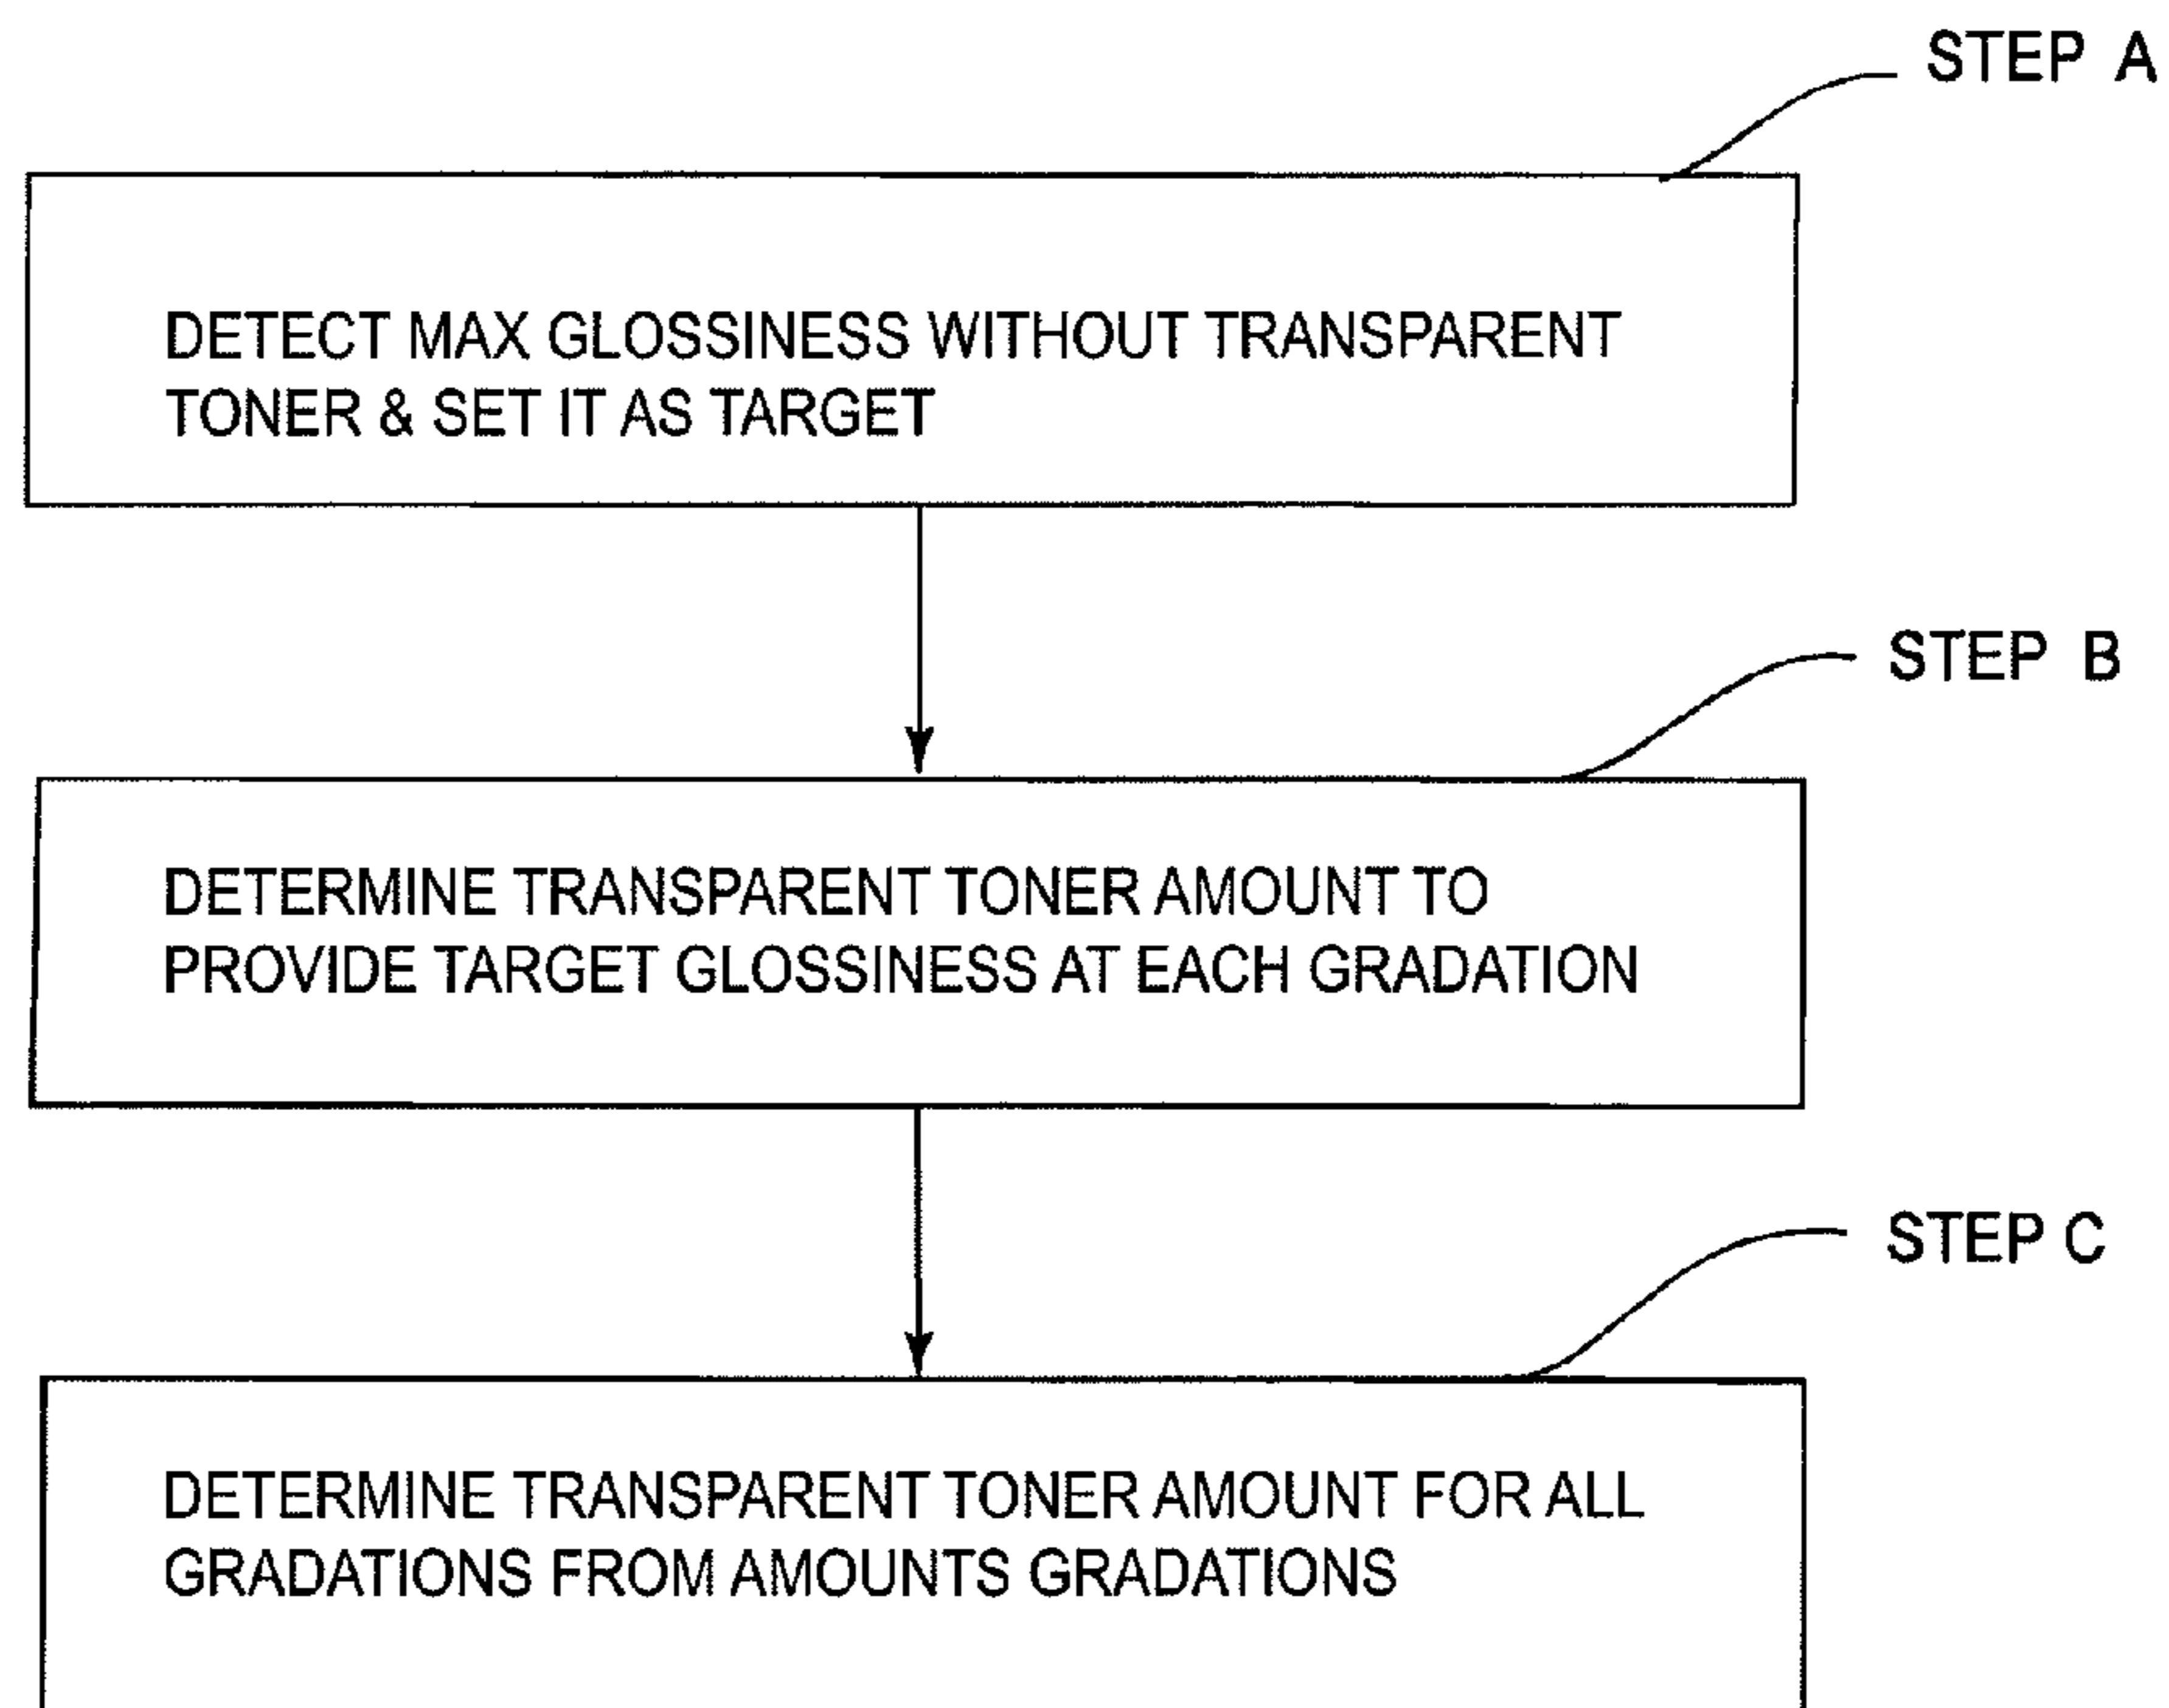 STEP A
DETECT MAX GLOSSINESS WITHOUT TRANSPARENT
TONER & SET IT AS TARGET
STEP B
DETERMINE TRANSPARENT TONER AMOUNT TO
PROVIDE TARGET GLOSSINESS AT EACH GRADATION
STEP C
DETERMINE TRANSPARENT TONER AMOUNT FOR ALL
GRADATIONS FROM AMOUNTS GRADATIONS